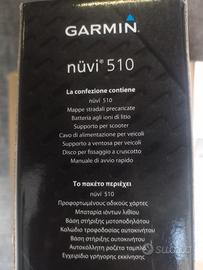 GARMIN
nüvi® 510
La confezione contiene
nüvi 510
Mappe stradali precaricate
Batteria agli ioni di litio
Supporto per scooter
Cavo di alimentazione per veicoli
Supporto a ventosa per veicoli
Disco per fissaggio a cruscotto
Manuale di avvio rapido
Το πακέτο περιέχει
nüvi 510
Προφορτωμένους οδικούς χάρτες
Μπαταρία ιόντων λιθίου
Βάση στήριξης μοτοποδηλάτου
Καλώδιο τροφοδοσίας αυτοκινήτου
Βάση στήριξης αυτοκινήτου
Αυτοκόλλητη ροζέτα ταμπλό
Εγχειρίδιο γρήγορης εκκίνησης
subito